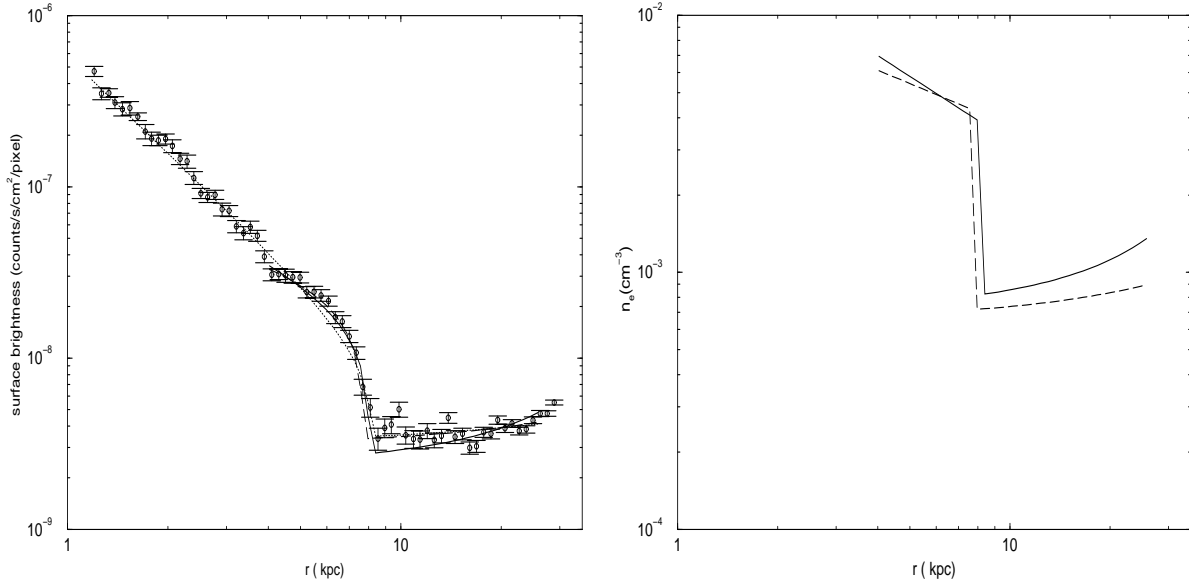 10⁻⁶
10⁻⁷
10⁻⁸
10⁻⁹
surface brightness (counts/s/cm²/pixel)
1
10
r ( kpc)
10⁻²
10⁻³
10⁻⁴
nₑ(cm⁻³)
1
10
r ( kpc)